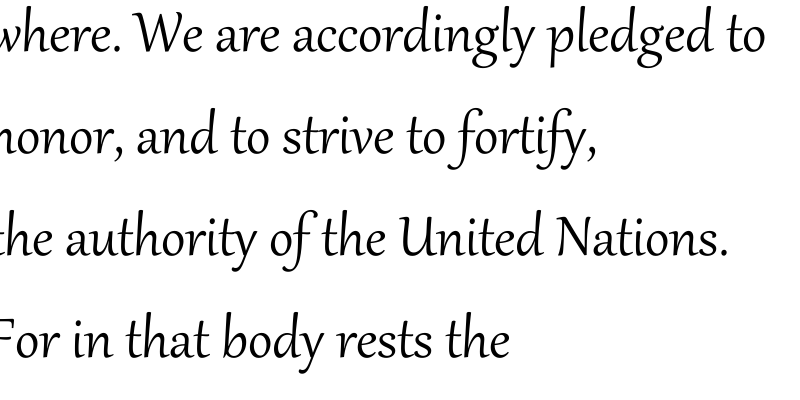 where. We are accordingly pledged to
honor, and to strive to fortify,
the authority of the United Nations.
For in that body rests the